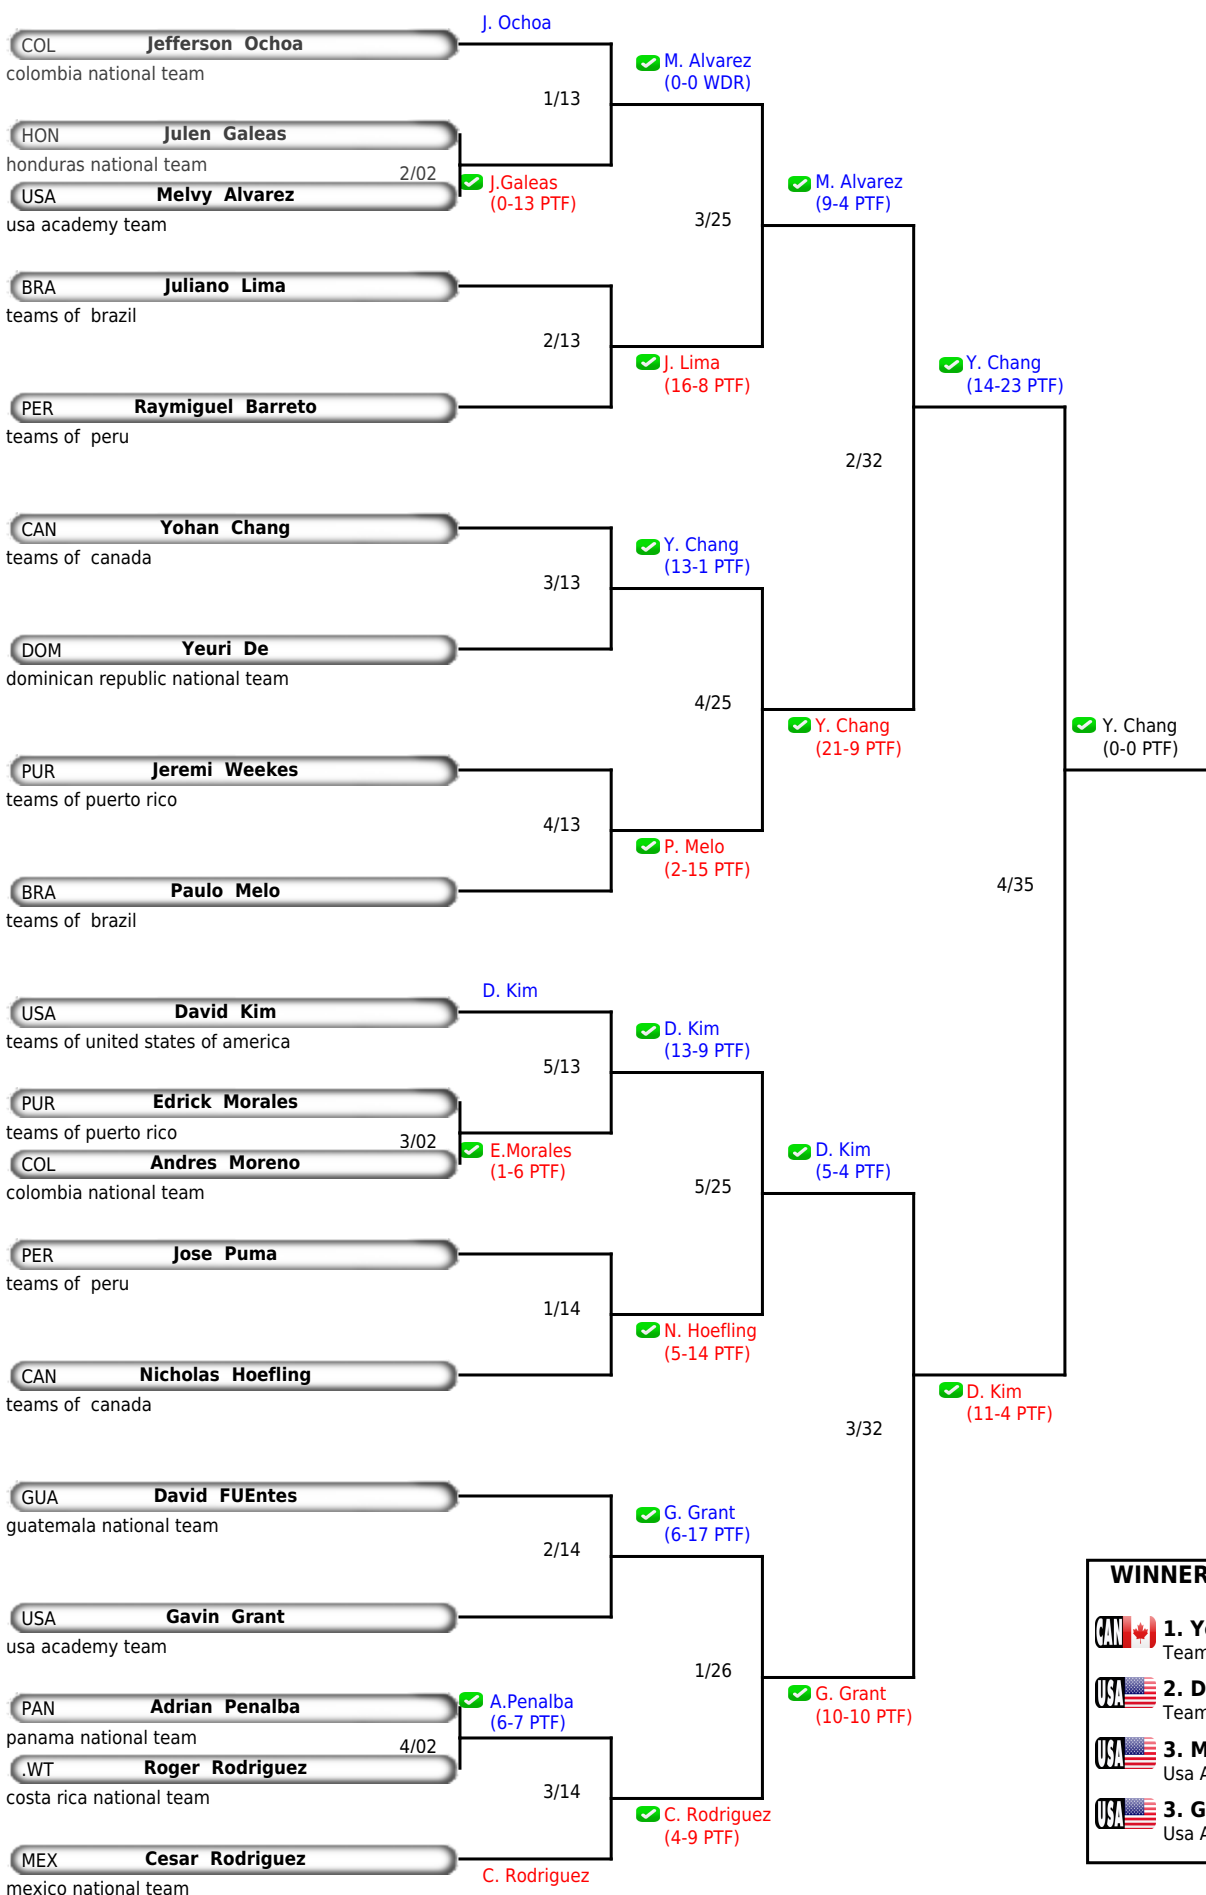 J. Ochoa
COL Jefferson Ochoa
colombia national team
M. Alvarez
(0-0 WDR)
1/13
HON Julen Galeas
honduras national team
2/02
J.Galeas
(0-13 PTF)
USA Melvy Alvarez
usa academy team
M. Alvarez
(9-4 PTF)
3/25
BRA Juliano Lima
teams of brazil
2/13
J. Lima
(16-8 PTF)
Y. Chang
(14-23 PTF)
PER Raymiguel Barreto
teams of peru
2/32
CAN Yohan Chang
teams of canada
Y. Chang
(13-1 PTF)
3/13
DOM Yeuri De
dominican republic national team
4/25
Y. Chang
(21-9 PTF)
Y. Chang
(0-0 PTF)
PUR Jeremi Weekes
teams of puerto rico
4/13
P. Melo
(2-15 PTF)
BRA Paulo Melo
teams of brazil
4/35
D. Kim
USA David Kim
teams of united states of america
D. Kim
(13-9 PTF)
5/13
PUR Edrick Morales
teams of puerto rico
3/02
E.Morales
(1-6 PTF)
COL Andres Moreno
colombia national team
D. Kim
(5-4 PTF)
5/25
PER Jose Puma
teams of peru
1/14
N. Hoefling
(5-14 PTF)
CAN Nicholas Hoefling
teams of canada
D. Kim
(11-4 PTF)
3/32
GUA David FUEntes
guatemala national team
G. Grant
(6-17 PTF)
2/14
USA Gavin Grant
usa academy team
1/26
G. Grant
(10-10 PTF)
PAN Adrian Penalba
panama national team
A.Penalba
(6-7 PTF)
4/02
.WT Roger Rodriguez
costa rica national team
3/14
C. Rodriguez
(4-9 PTF)
MEX Cesar Rodriguez
mexico national team
C. Rodriguez
WINNER
CAN 1. Y
Team
USA 2. D
Team
USA 3. M
Usa A
USA 3. G
Usa A